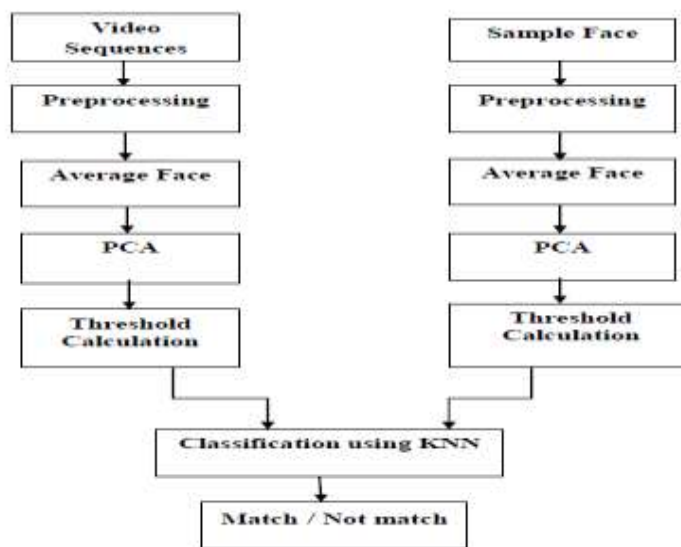 Video
Sequences
Preprocessing
Average Face
PCA
Threshold
Calculation
Sample Face
Preprocessing
Average Face
PCA
Threshold
Calculation
Classification using KNN
Match / Not match